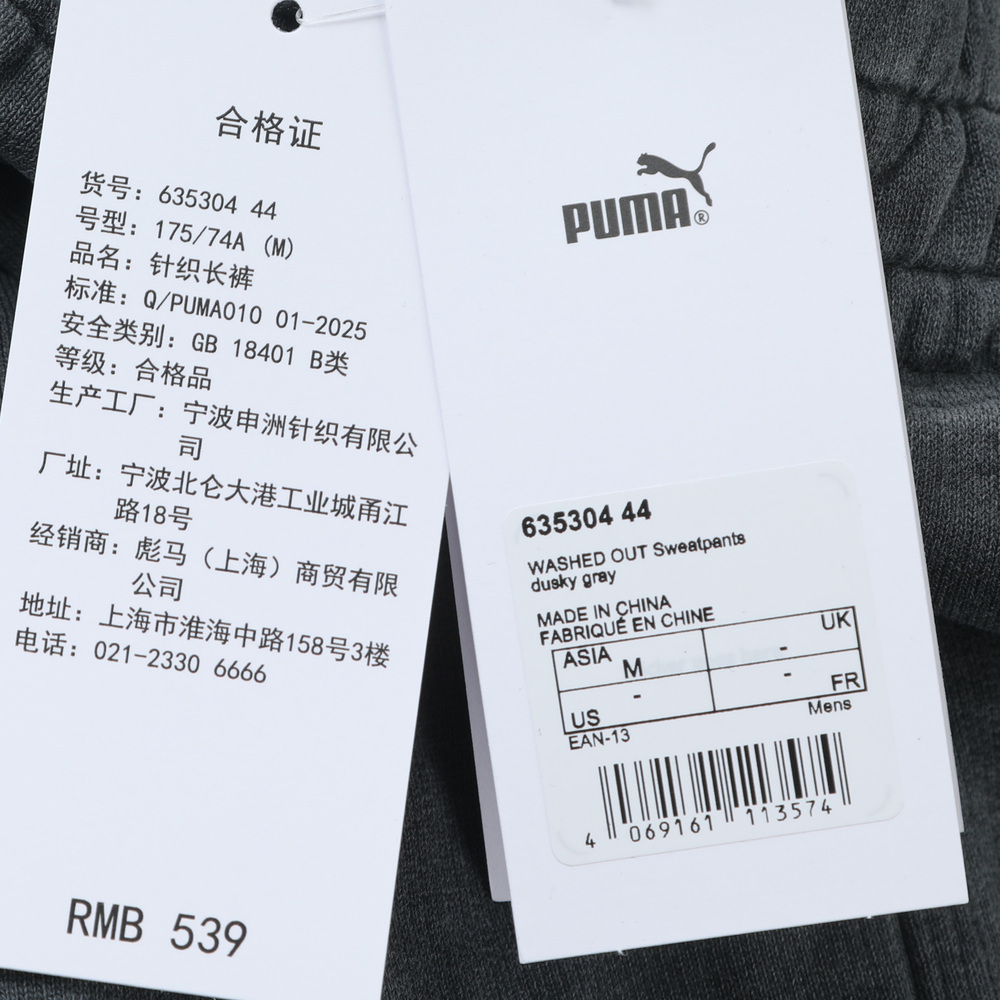 合格证
货号：635304 44
号型：175/74A (M)
品名：针织长裤
标准：Q/PUMA010 01-2025
安全类别：GB 18401 B类
等级：合格品
生产工厂：宁波申洲针织有限公
司
厂址：宁波北仑大港工业城甬江
路18号
经销商：彪马（上海）商贸有限
公司
地址：上海市淮海中路158号3楼
电话：021-2330 6666
RMB 539
PUMA®
635304 44
WASHED OUT Sweatpants
dusky gray
MADE IN CHINA
FABRIQUÉ EN CHINE
ASIA M - UK
US - - FR
EAN-13 Mens
4 069161 113574